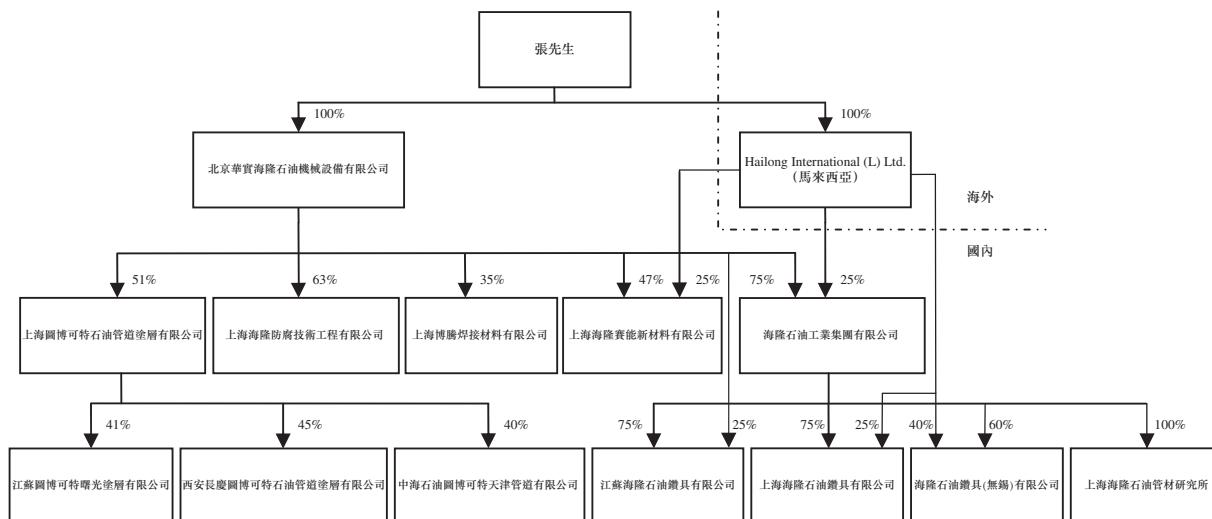 張先生
100%
100%
北京華實海隆石油機械設備有限公司
Hailong International (L) Ltd.
(馬來西亞)
海外
國內
51%
63%
35%
47%
25%
75%
25%
上海圖博可特石油管道塗層有限公司
上海海隆防腐技術工程有限公司
上海博騰焊接材料有限公司
上海海隆賽能新材料有限公司
海隆石油工業集團有限公司
41%
45%
40%
75%
25%
75%
25%
40%
60%
100%
江蘇圖博可特曙光塗層有限公司
西安長慶圖博可特石油管道塗層有限公司
中海石油圖博可特天津管道有限公司
江蘇海隆石油鑽具有限公司
上海海隆石油鑽具有限公司
海隆石油鑽具(無錫)有限公司
上海海隆石油管材研究所